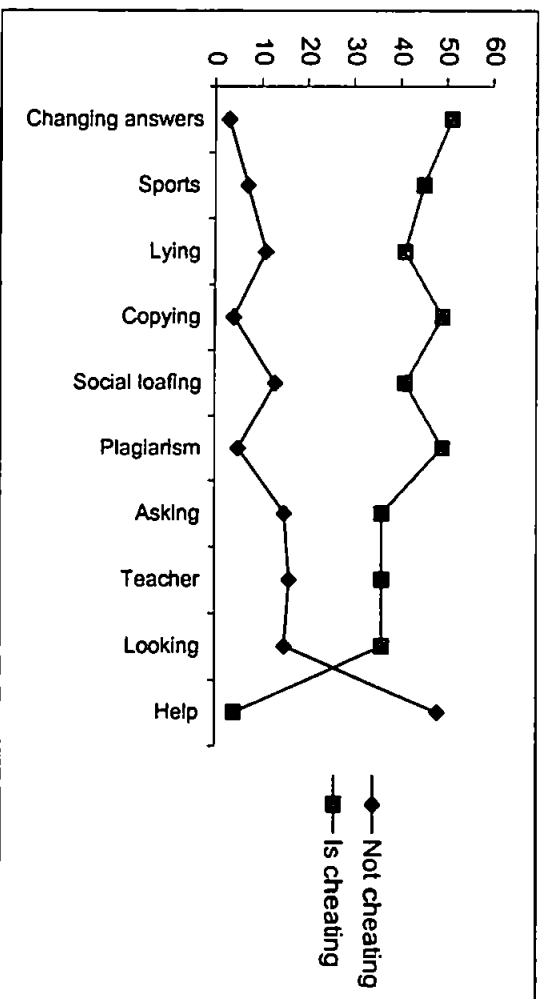 60
50
40
30
20
10
0
Changing answers
Sports
Lying
Copying
Social loafing
Plagiarism
Asking
Teacher
Looking
Help
Not cheating
Is cheating